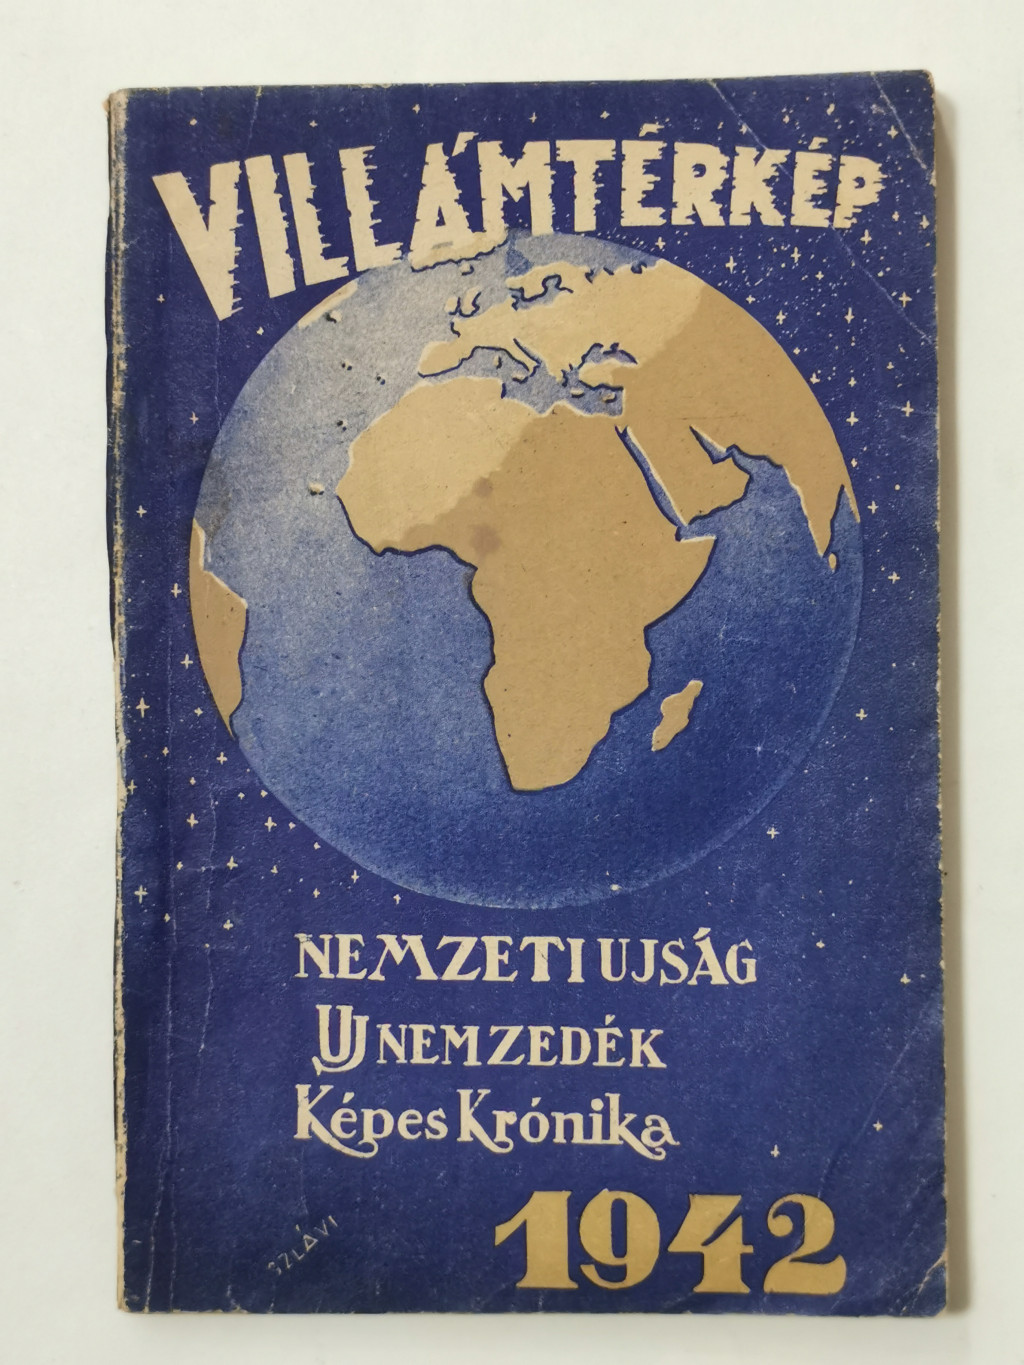 VILLÁMTÉRKÉP
NEMZETI UJSÁG
UJ NEMZEDÉK
Képes Krónika
SZLÁVI
1942